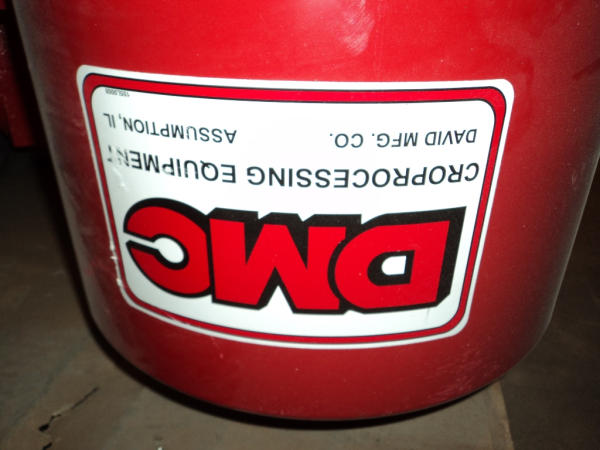 DMC
CROPROCESSING EQUIPMENT
DAVID MFG. CO. ASSUMPTION, IL